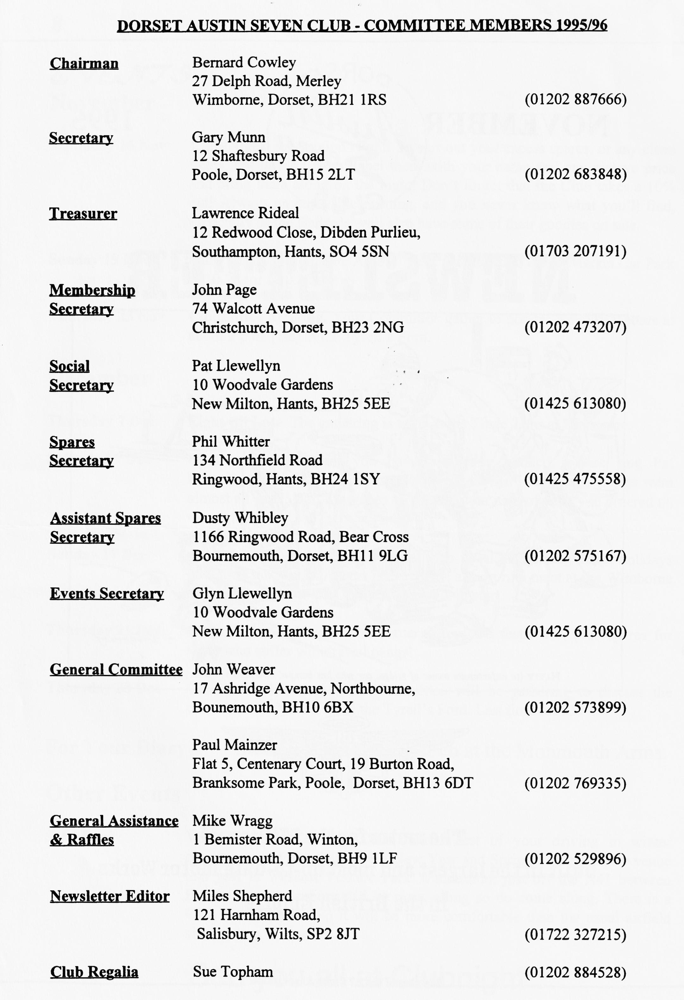 DORSET AUSTIN SEVEN CLUB - COMMITTEE MEMBERS 1995/96
Chairman Bernard Cowley
27 Delph Road, Merley
Wimborne, Dorset, BH21 1RS (01202 887666)
Secretary Gary Munn
12 Shaftesbury Road
Poole, Dorset, BH15 2LT (01202 683848)
Treasurer Lawrence Rideal
12 Redwood Close, Dibden Purlieu,
Southampton, Hants, SO4 5SN (01703 207191)
Membership John Page
Secretary 74 Walcott Avenue
Christchurch, Dorset, BH23 2NG (01202 473207)
Social Pat Llewellyn
Secretary 10 Woodvale Gardens
New Milton, Hants, BH25 5EE (01425 613080)
Spares Phil Whitter
Secretary 134 Northfield Road
Ringwood, Hants, BH24 1SY (01425 475558)
Assistant Spares Dusty Whibley
Secretary 1166 Ringwood Road, Bear Cross
Bournemouth, Dorset, BH11 9LG (01202 575167)
Events Secretary Glyn Llewellyn
10 Woodvale Gardens
New Milton, Hants, BH25 5EE (01425 613080)
General Committee John Weaver
17 Ashridge Avenue, Northbourne,
Bounemouth, BH10 6BX (01202 573899)
Paul Mainzer
Flat 5, Centenary Court, 19 Burton Road,
Branksome Park, Poole, Dorset, BH13 6DT (01202 769335)
General Assistance Mike Wragg
& Raffles 1 Bemister Road, Winton,
Bournemouth, Dorset, BH9 1LF (01202 529896)
Newsletter Editor Miles Shepherd
121 Harnham Road,
Salisbury, Wilts, SP2 8JT (01722 327215)
Club Regalia Sue Topham (01202 884528)